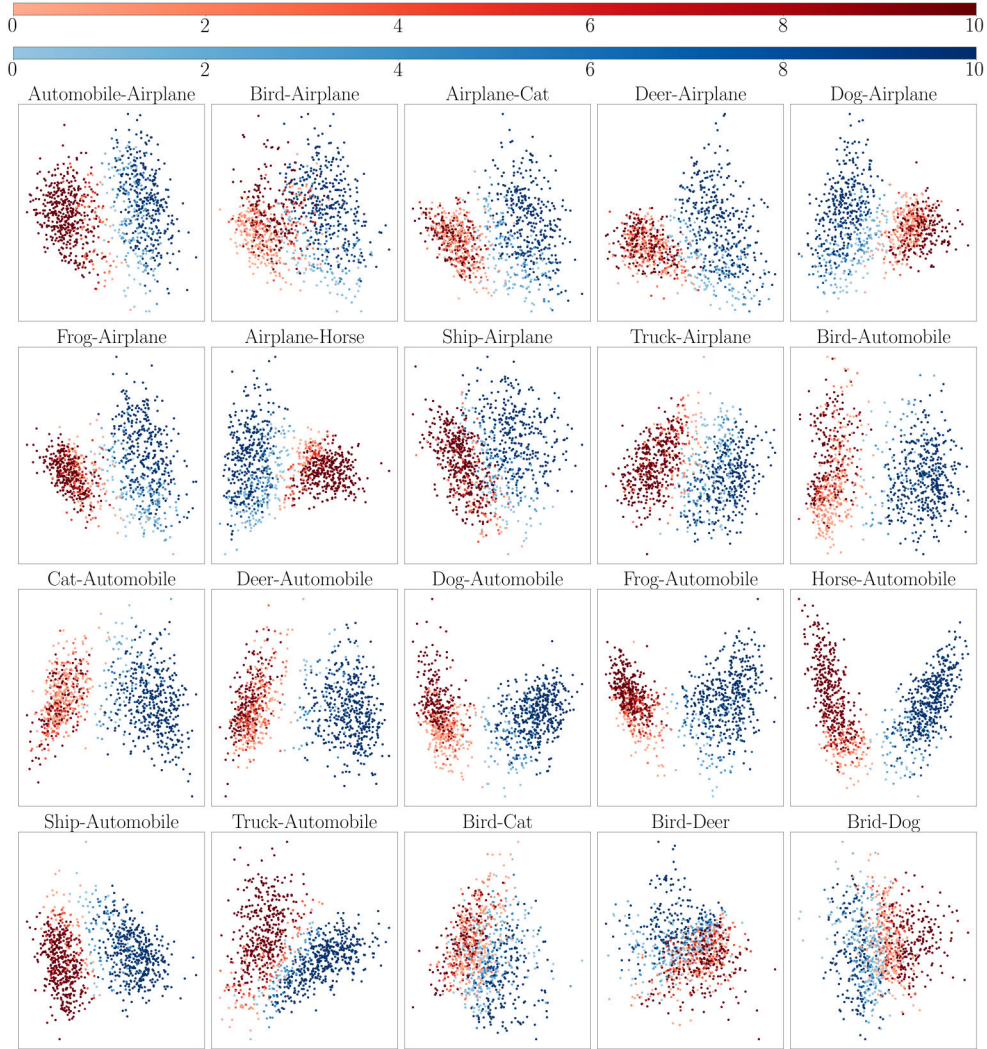 0 2 4 6 8 10
0 2 4 6 8 10
Automobile-Airplane Bird-Airplane Airplane-Cat Deer-Airplane Dog-Airplane
Frog-Airplane Airplane-Horse Ship-Airplane Truck-Airplane Bird-Automobile
Cat-Automobile Deer-Automobile Dog-Automobile Frog-Automobile Horse-Automobile
Ship-Automobile Truck-Automobile Bird-Cat Bird-Deer Brid-Dog